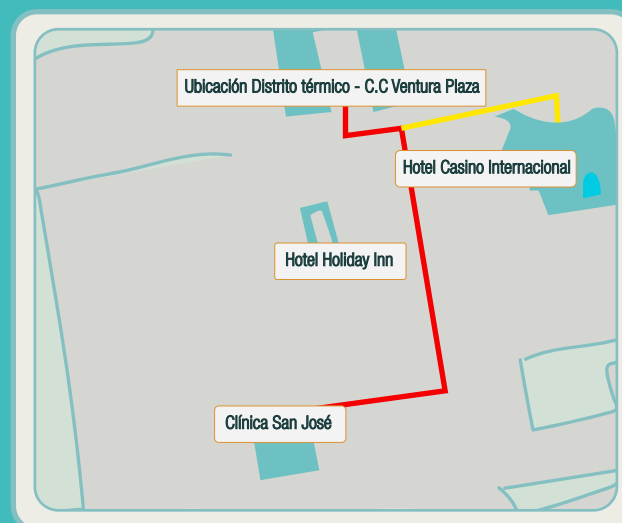 Ubicación Distrito térmico - C.C Ventura Plaza
Hotel Casino Internacional
Hotel Holiday Inn
Clínica San José